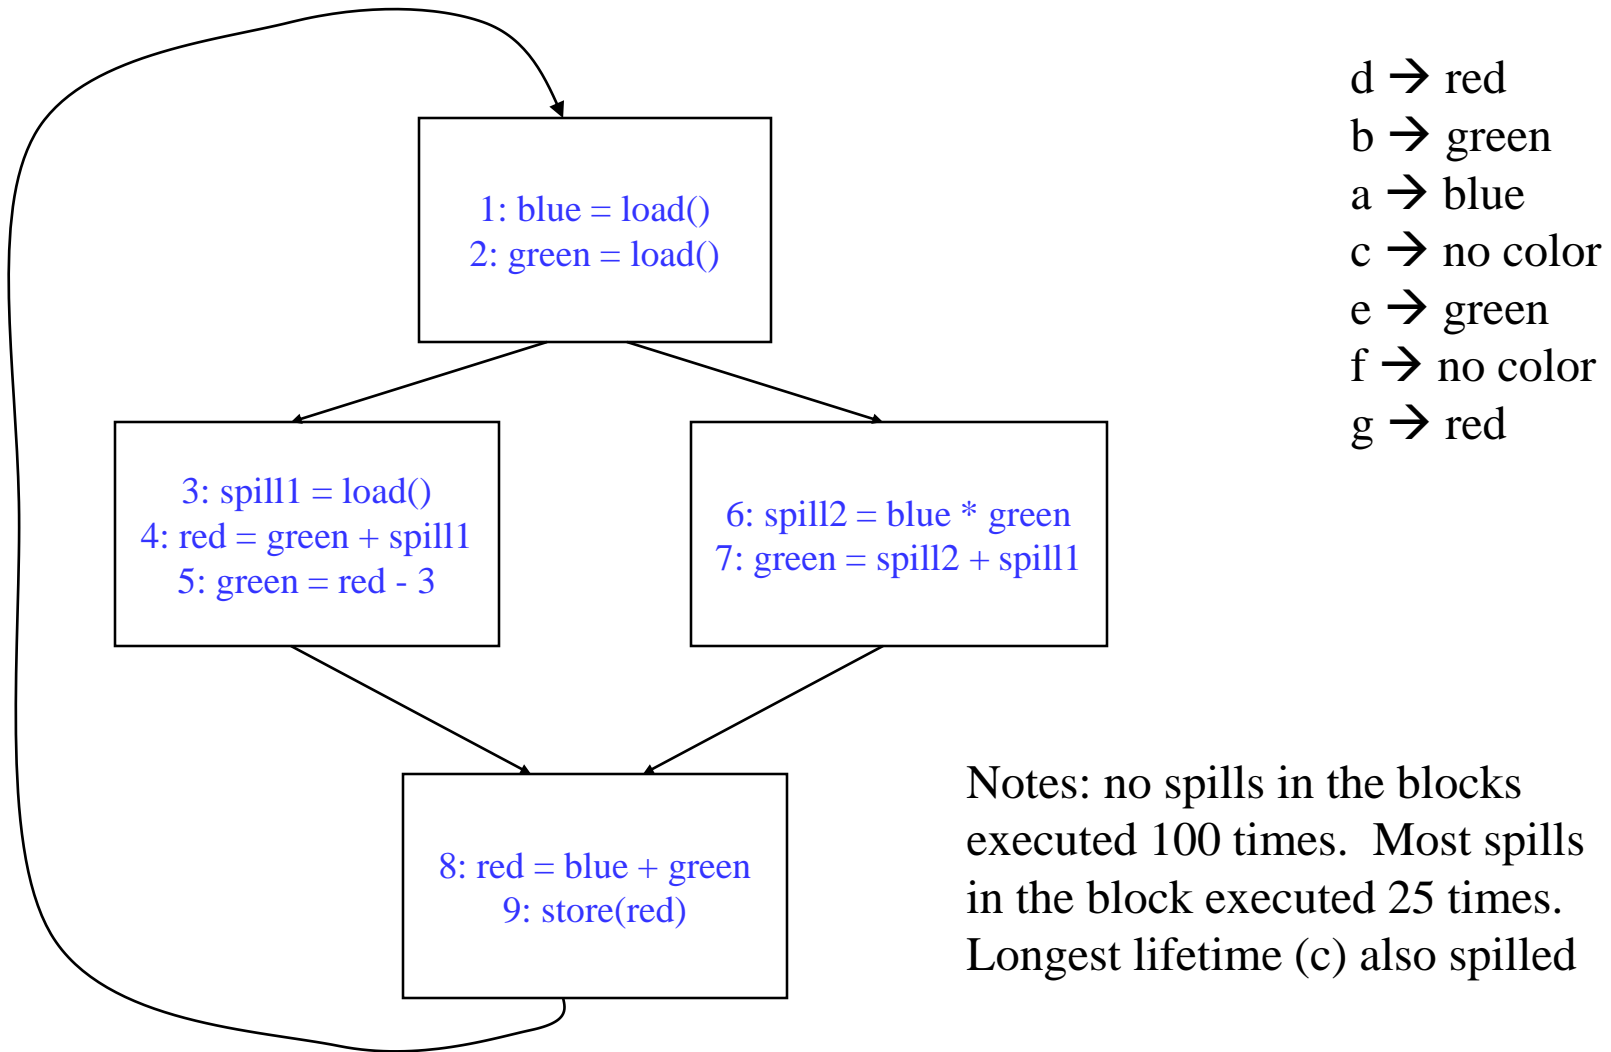 1: blue = load()
2: green = load()
3: spill1 = load()
4: red = green + spill1
5: green = red - 3
6: spill2 = blue * green
7: green = spill2 + spill1
8: red = blue + green
9: store(red)
d → red
b → green
a → blue
c → no color
e → green
f → no color
g → red
Notes: no spills in the blocks
executed 100 times.  Most spills
in the block executed 25 times.
Longest lifetime (c) also spilled